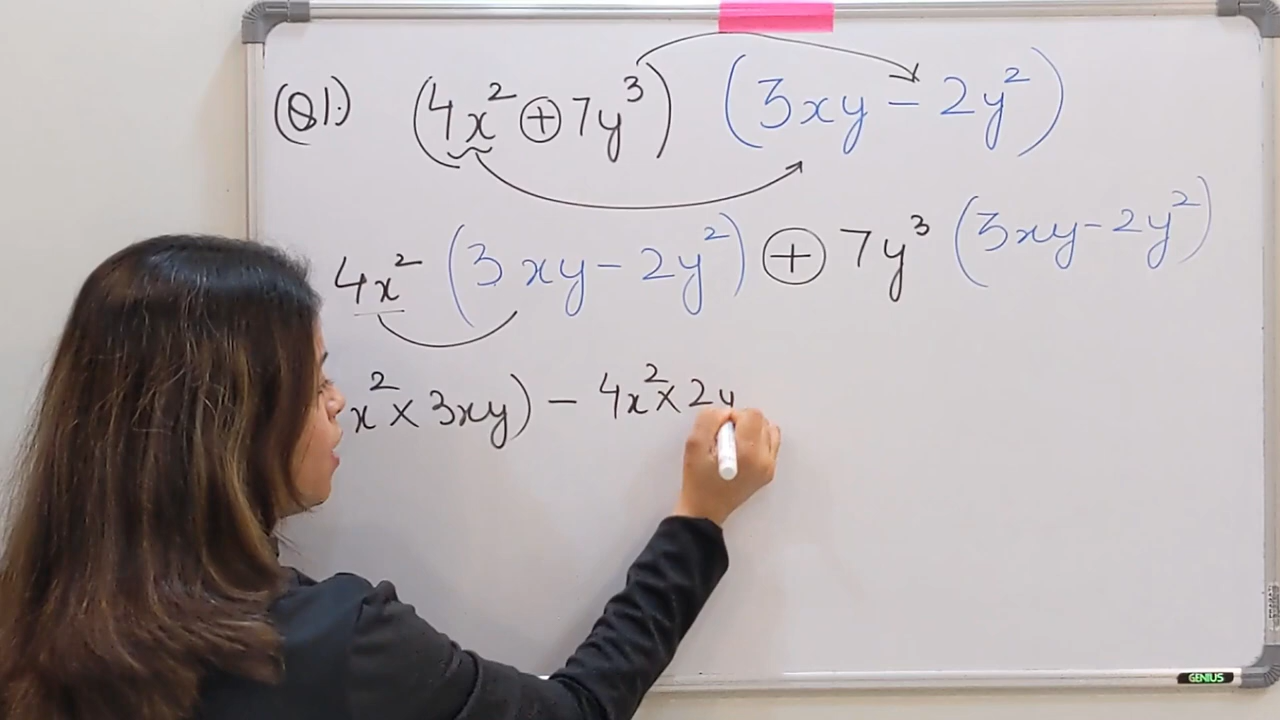 (Q1.) (4x² + 7y³) (3xy - 2y²)
4x² (3xy - 2y²) + 7y³ (3xy - 2y²)
x² × 3xy) - 4x² × 2y
GENIUS